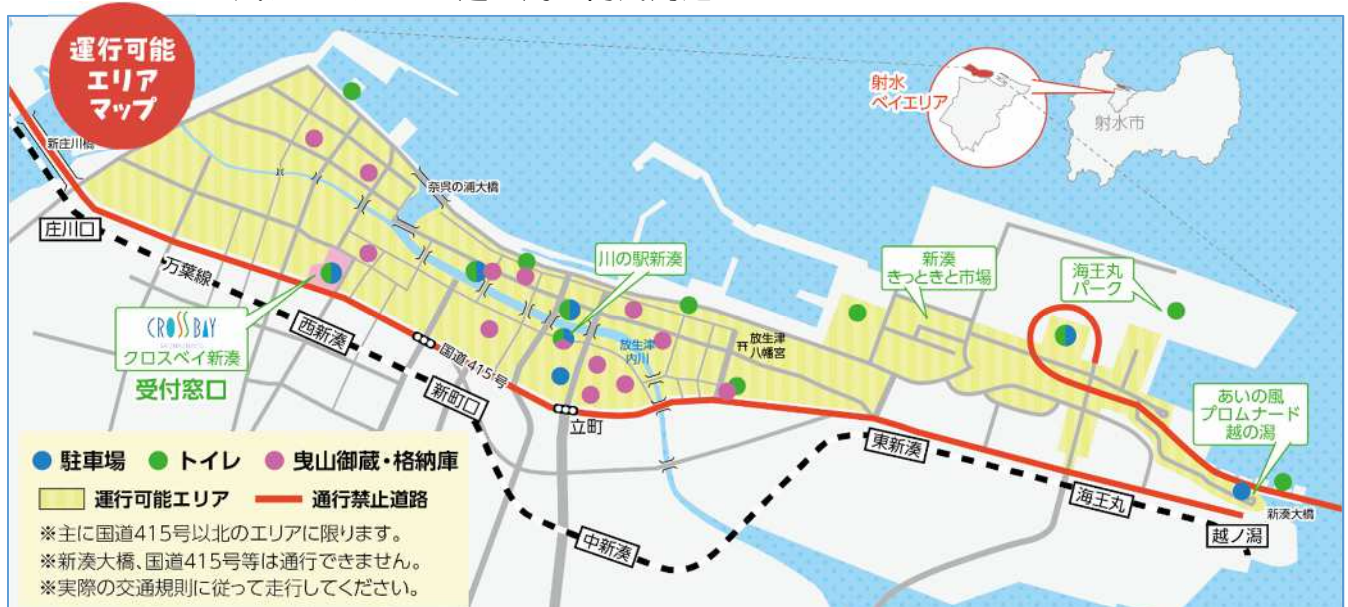 運行可能
エリア
マップ
射水
ベイエリア
射水市
新庄川橋
奈呉の浦大橋
庄川口
万葉線
川の駅新湊
新湊
きっときと市場
海王丸
パーク
CROSS BAY
クロスベイ新湊
受付窓口
西新湊
国道415号
新町口
放生津
内川
放生津
八幡宮
立町
あいの風
プロムナード
越の潟
東新湊
海王丸
新湊大橋
越ノ潟
中新湊
駐車場
トイレ
曳山御蔵・格納庫
運行可能エリア
通行禁止道路
※主に国道415号以北のエリアに限ります。
※新湊大橋、国道415号等は通行できません。
※実際の交通規則に従って走行してください。